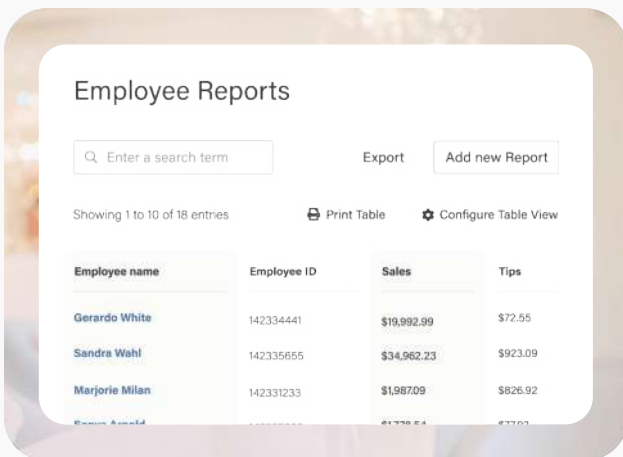 Employee Reports
Enter a search term
Export
Add new Report
Showing 1 to 10 of 18 entries
Print Table
Configure Table View
Employee name Employee ID Sales Tips
Gerardo White 142334441 $19,992.99 $72.55
Sandra Wahl 142335655 $34,962.23 $923.09
Marjorie Milan 142331233 $1,987.09 $826.92